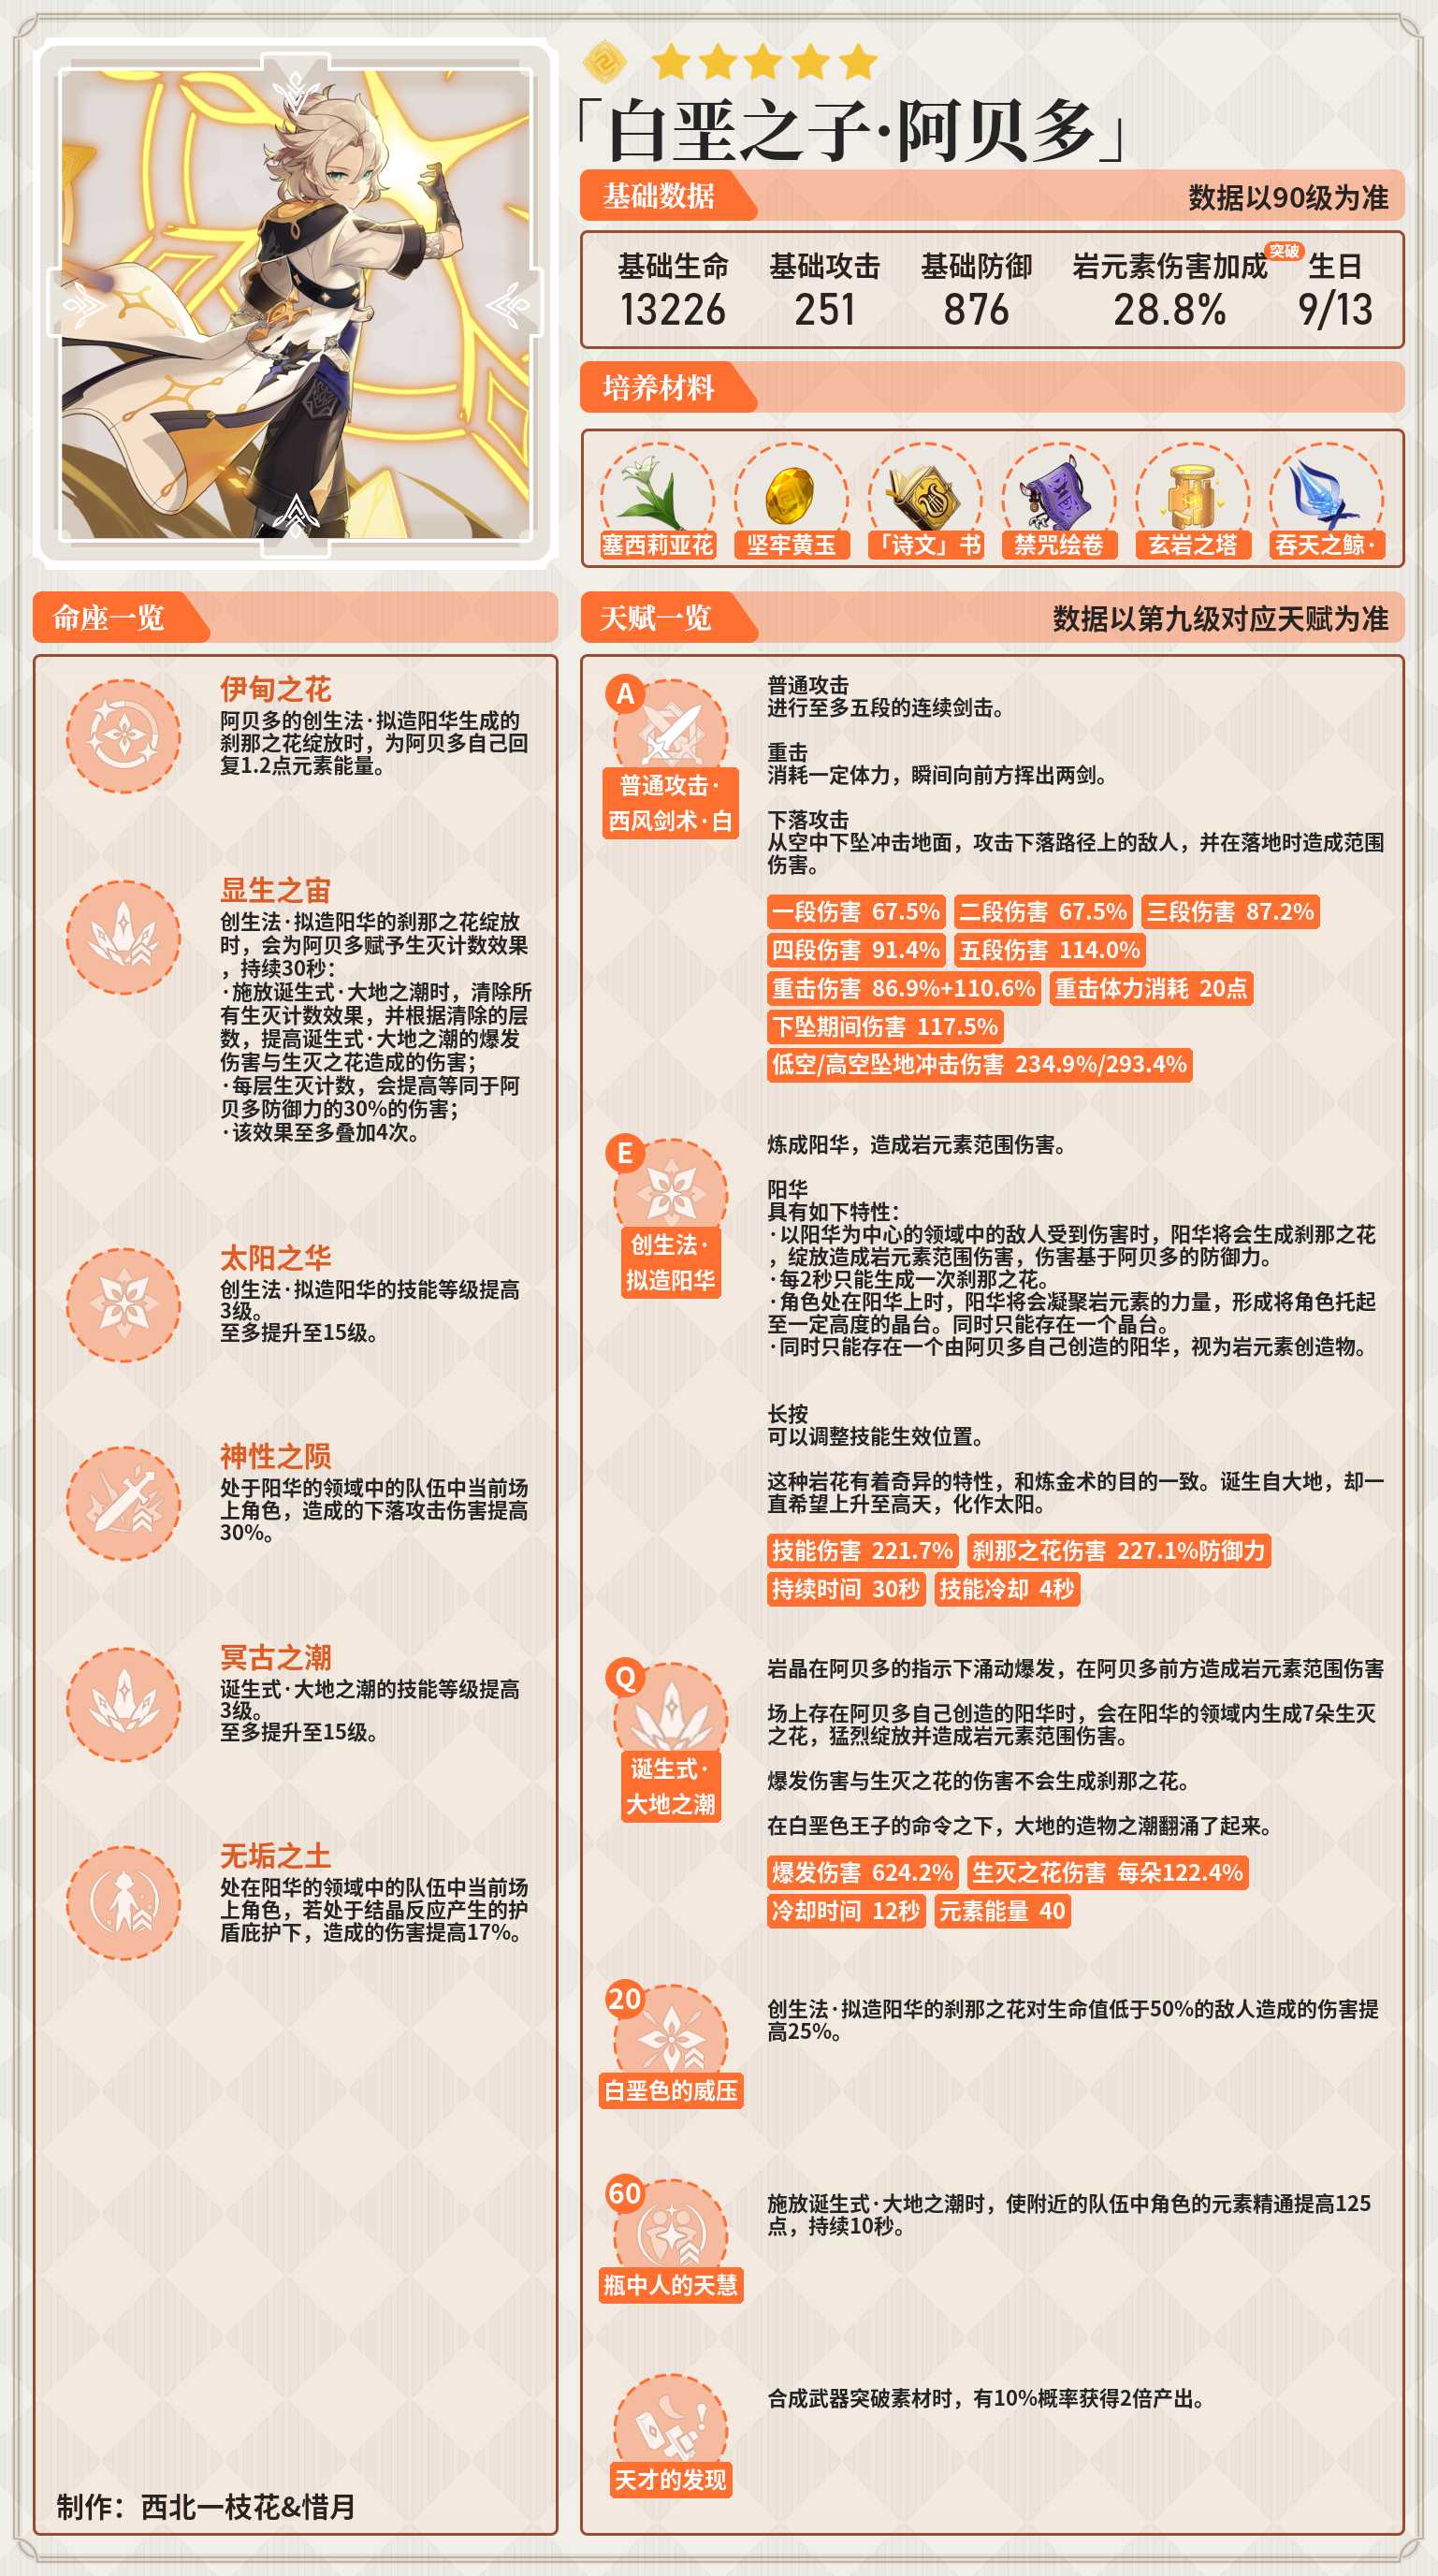 「白垩之子·阿贝多」
基础数据
数据以90级为准
基础生命
基础攻击
基础防御
岩元素伤害加成
突破
生日
13226
251
876
28.8%
9/13
培养材料
塞西莉亚花
坚牢黄玉
「诗文」书
禁咒绘卷
玄岩之塔
吞天之鲸·
命座一览
伊甸之花
阿贝多的创生法·拟造阳华生成的
刹那之花绽放时，为阿贝多自己回
复1.2点元素能量。
显生之宙
创生法·拟造阳华的刹那之花绽放
时，会为阿贝多赋予生灭计数效果
，持续30秒：
·施放诞生式·大地之潮时，清除所
有生灭计数效果，并根据清除的层
数，提高诞生式·大地之潮的爆发
伤害与生灭之花造成的伤害；
·每层生灭计数，会提高等同于阿
贝多防御力的30%的伤害；
·该效果至多叠加4次。
太阳之华
创生法·拟造阳华的技能等级提高
3级。
至多提升至15级。
神性之陨
处于阳华的领域中的队伍中当前场
上角色，造成的下落攻击伤害提高
30%。
冥古之潮
诞生式·大地之潮的技能等级提高
3级。
至多提升至15级。
无垢之土
处在阳华的领域中的队伍中当前场
上角色，若处于结晶反应产生的护
盾庇护下，造成的伤害提高17%。
制作：西北一枝花&惜月
天赋一览
数据以第九级对应天赋为准
A
普通攻击·
西风剑术·白
普通攻击
进行至多五段的连续剑击。
重击
消耗一定体力，瞬间向前方挥出两剑。
下落攻击
从空中下坠冲击地面，攻击下落路径上的敌人，并在落地时造成范围
伤害。
一段伤害 67.5% 二段伤害 67.5% 三段伤害 87.2%
四段伤害 91.4% 五段伤害 114.0%
重击伤害 86.9%+110.6% 重击体力消耗 20点
下坠期间伤害 117.5%
低空/高空坠地冲击伤害 234.9%/293.4%
E
创生法·
拟造阳华
炼成阳华，造成岩元素范围伤害。
阳华
具有如下特性：
·以阳华为中心的领域中的敌人受到伤害时，阳华将会生成刹那之花
，绽放造成岩元素范围伤害，伤害基于阿贝多的防御力。
·每2秒只能生成一次刹那之花。
·角色处在阳华上时，阳华将会凝聚岩元素的力量，形成将角色托起
至一定高度的晶台。同时只能存在一个晶台。
·同时只能存在一个由阿贝多自己创造的阳华，视为岩元素创造物。
长按
可以调整技能生效位置。
这种岩花有着奇异的特性，和炼金术的目的一致。诞生自大地，却一
直希望上升至高天，化作太阳。
技能伤害 221.7% 刹那之花伤害 227.1%防御力
持续时间 30秒 技能冷却 4秒
Q
诞生式·
大地之潮
岩晶在阿贝多的指示下涌动爆发，在阿贝多前方造成岩元素范围伤害
场上存在阿贝多自己创造的阳华时，会在阳华的领域内生成7朵生灭
之花，猛烈绽放并造成岩元素范围伤害。
爆发伤害与生灭之花的伤害不会生成刹那之花。
在白垩色王子的命令之下，大地的造物之潮翻涌了起来。
爆发伤害 624.2% 生灭之花伤害 每朵122.4%
冷却时间 12秒 元素能量 40
20
白垩色的威压
创生法·拟造阳华的刹那之花对生命值低于50%的敌人造成的伤害提
高25%。
60
瓶中人的天慧
施放诞生式·大地之潮时，使附近的队伍中角色的元素精通提高125
点，持续10秒。
天才的发现
合成武器突破素材时，有10%概率获得2倍产出。